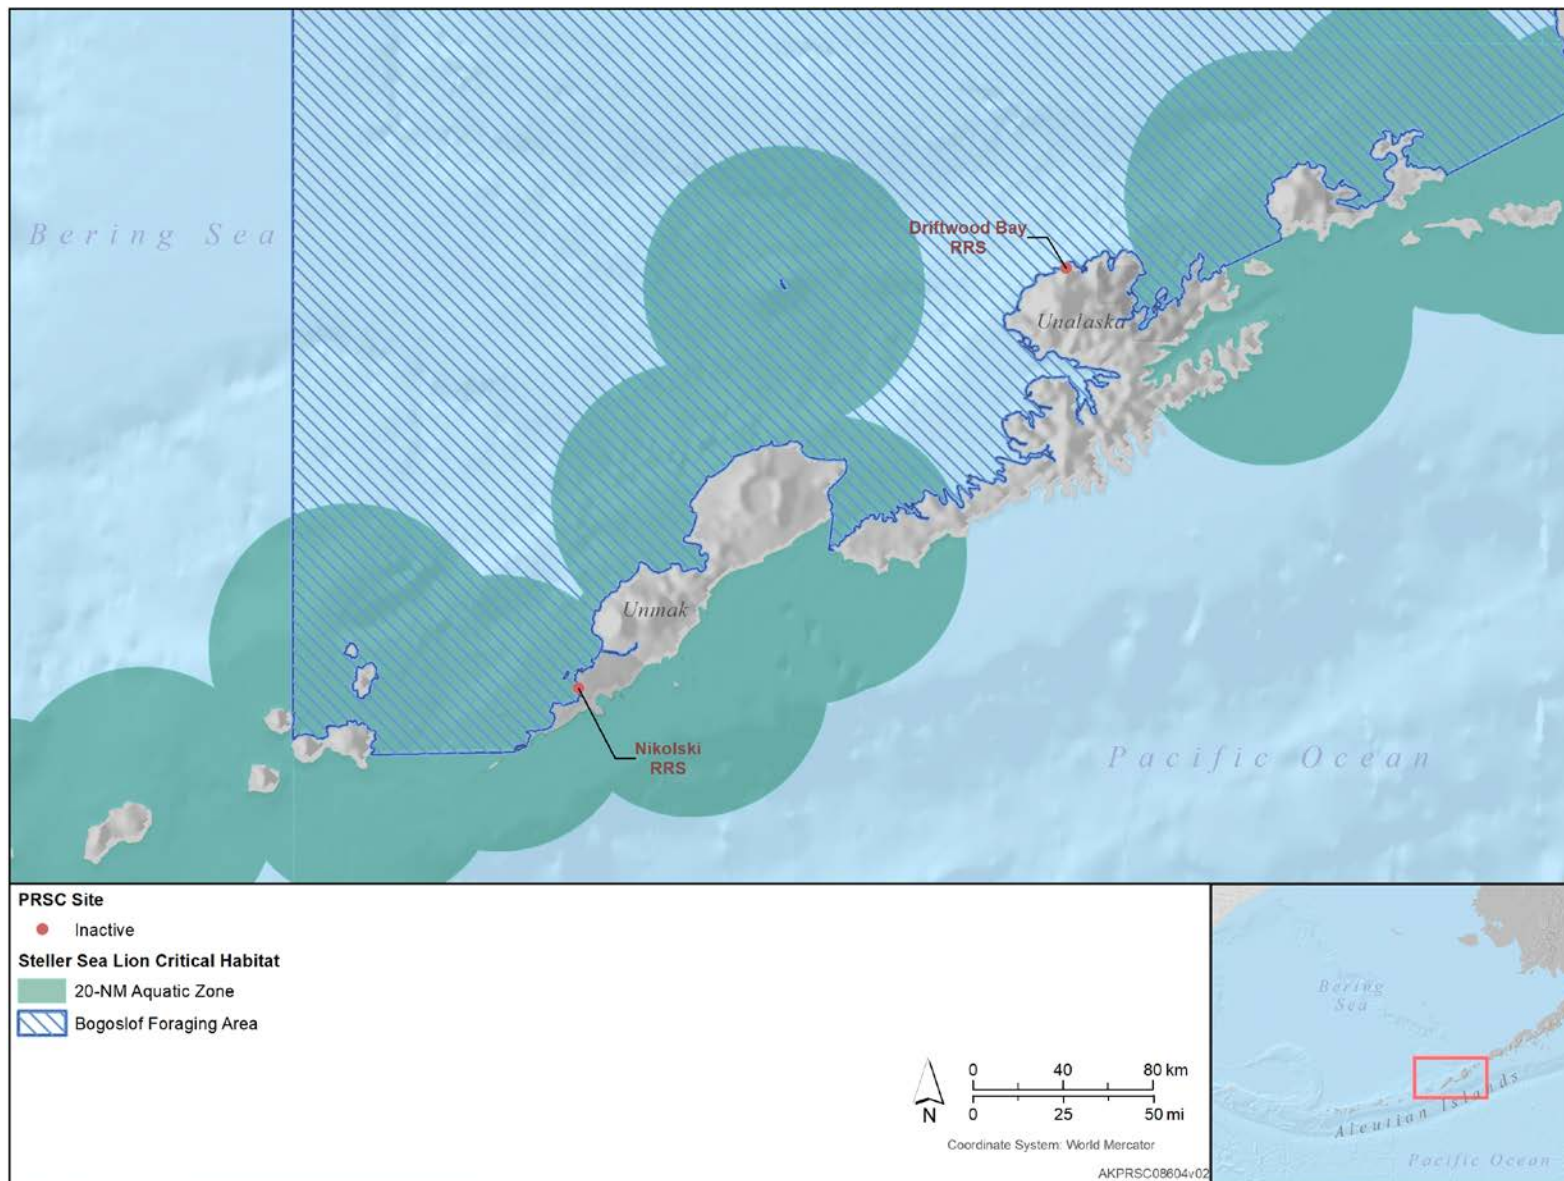 Bering Sea
Driftwood Bay
RRS
Unalaska
Unmak
Nikolski
RRS
Pacific Ocean
PRSC Site
Inactive
Steller Sea Lion Critical Habitat
20-NM Aquatic Zone
Bogoslof Foraging Area
N
0 40 80 km
0 25 50 mi
Coordinate System: World Mercator
AKPRSC08604v02
Bering
Sea
Aleutian Islands
Pacific Ocean